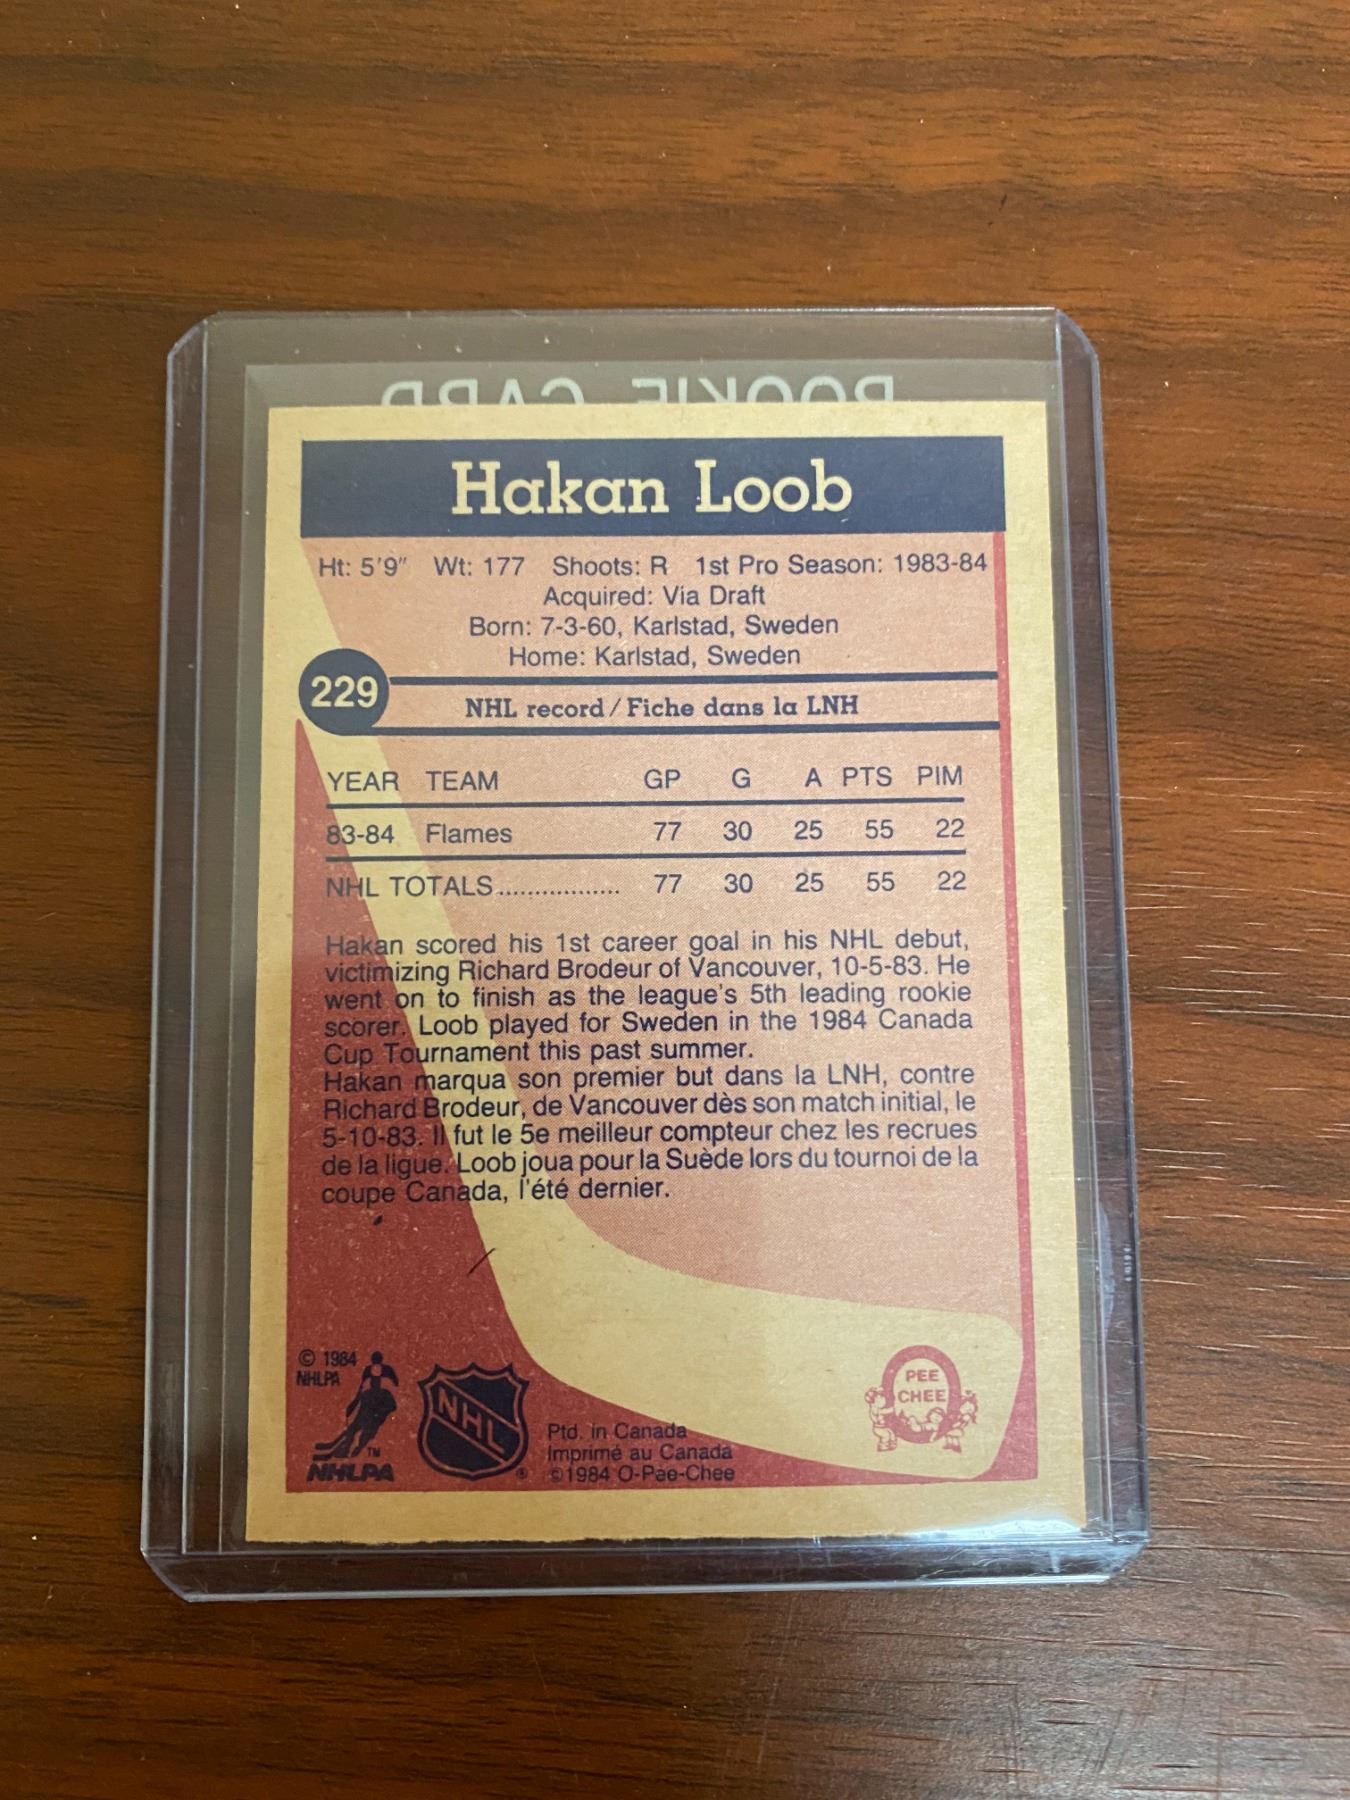 ROOKIE CARD
Hakan Loob
Ht: 5'9" Wt: 177 Shoots: R 1st Pro Season: 1983-84
Acquired: Via Draft
Born: 7-3-60, Karlstad, Sweden
Home: Karlstad, Sweden
229
NHL record/Fiche dans la LNH
YEAR TEAM GP G A PTS PIM
83-84 Flames 77 30 25 55 22
NHL TOTALS................. 77 30 25 55 22
Hakan scored his 1st career goal in his NHL debut,
victimizing Richard Brodeur of Vancouver, 10-5-83. He
went on to finish as the league's 5th leading rookie
scorer. Loob played for Sweden in the 1984 Canada
Cup Tournament this past summer.
Hakan marqua son premier but dans la LNH, contre
Richard Brodeur, de Vancouver dès son match initial, le
5-10-83. Il fut le 5e meilleur compteur chez les recrues
de la ligue. Loob joua pour la Suède lors du tournoi de la
coupe Canada, l'été dernier.
© 1984
NHLPA
TM
NHLPA
NHL
®
Ptd. in Canada
Imprimé au Canada
©1984 O-Pee-Chee
PEE
CHEE